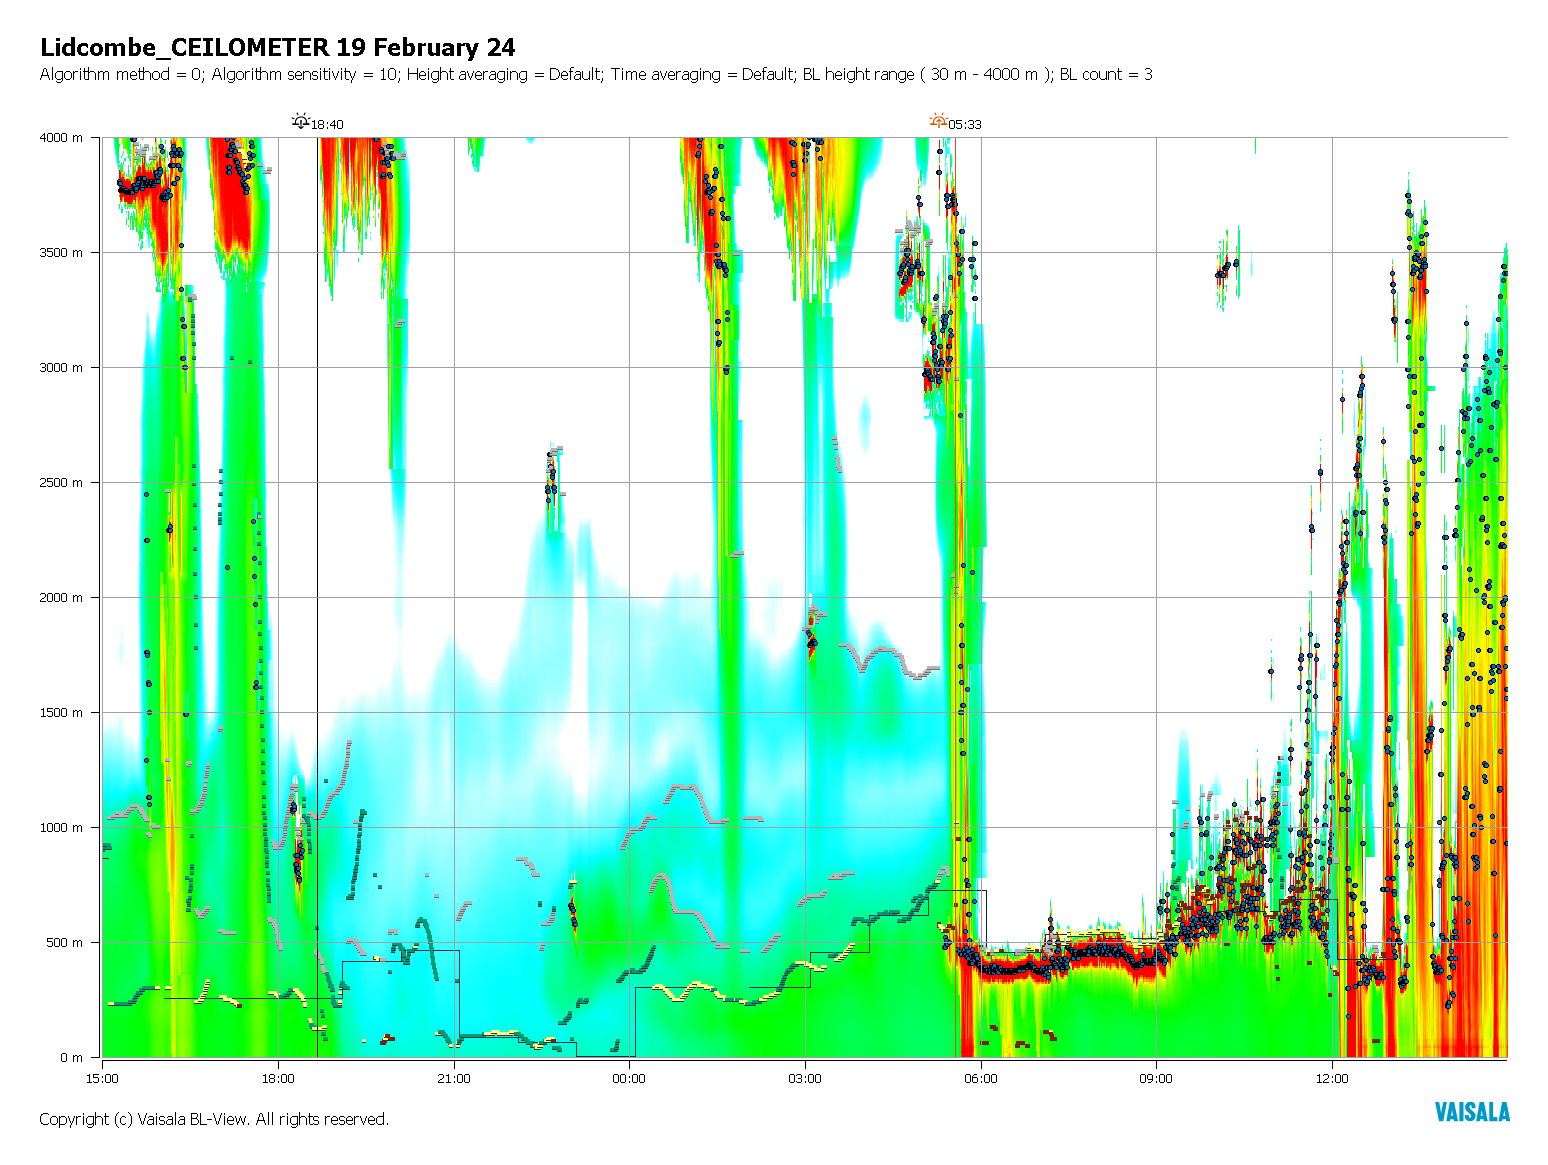 Lidcombe_CEILOMETER 19 February 24
Algorithm method = 0; Algorithm sensitivity = 10; Height averaging = Default; Time averaging = Default; BL height range ( 30 m - 4000 m ); BL count = 3
18:40
05:33
4000 m
3500 m
3000 m
2500 m
2000 m
1500 m
1000 m
500 m
0 m
15:00
18:00
21:00
00:00
03:00
06:00
09:00
12:00
Copyright (c) Vaisala BL-View. All rights reserved.
VAISALA